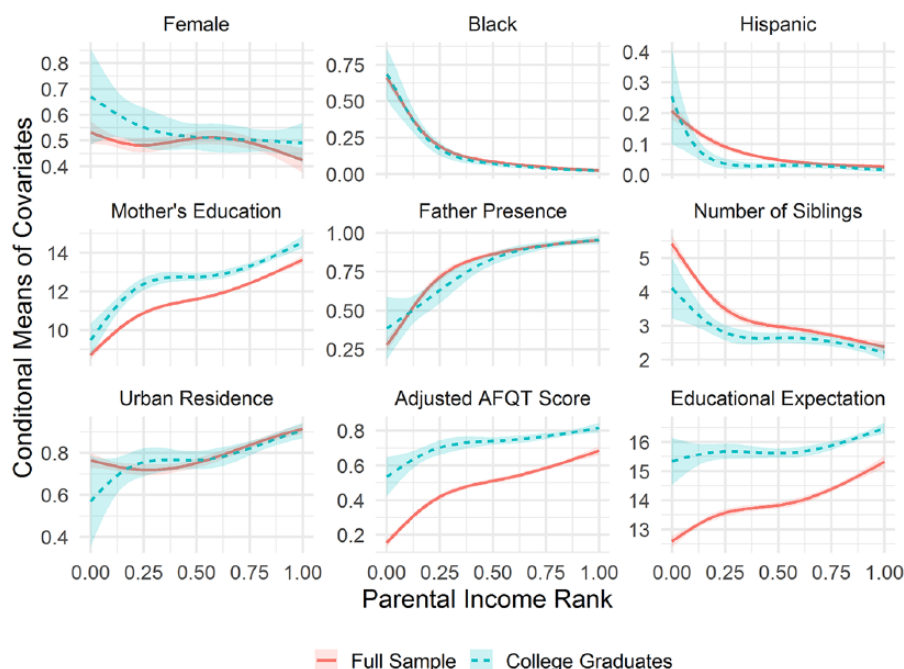 Female
Black
Hispanic
0.8
0.7
0.6
0.5
0.4
0.75
0.50
0.25
0.00
0.4
0.3
0.2
0.1
0.0
Conditonal Means of Covariates
Mother's Education
Father Presence
Number of Siblings
14
12
10
1.00
0.75
0.50
0.25
5
4
3
2
Urban Residence
Adjusted AFQT Score
Educational Expectation
0.8
0.6
0.4
0.8
0.6
0.4
0.2
16
15
14
13
0.00 0.25 0.50 0.75 1.00
0.00 0.25 0.50 0.75 1.00
0.00 0.25 0.50 0.75 1.00
Parental Income Rank
Full Sample
College Graduates